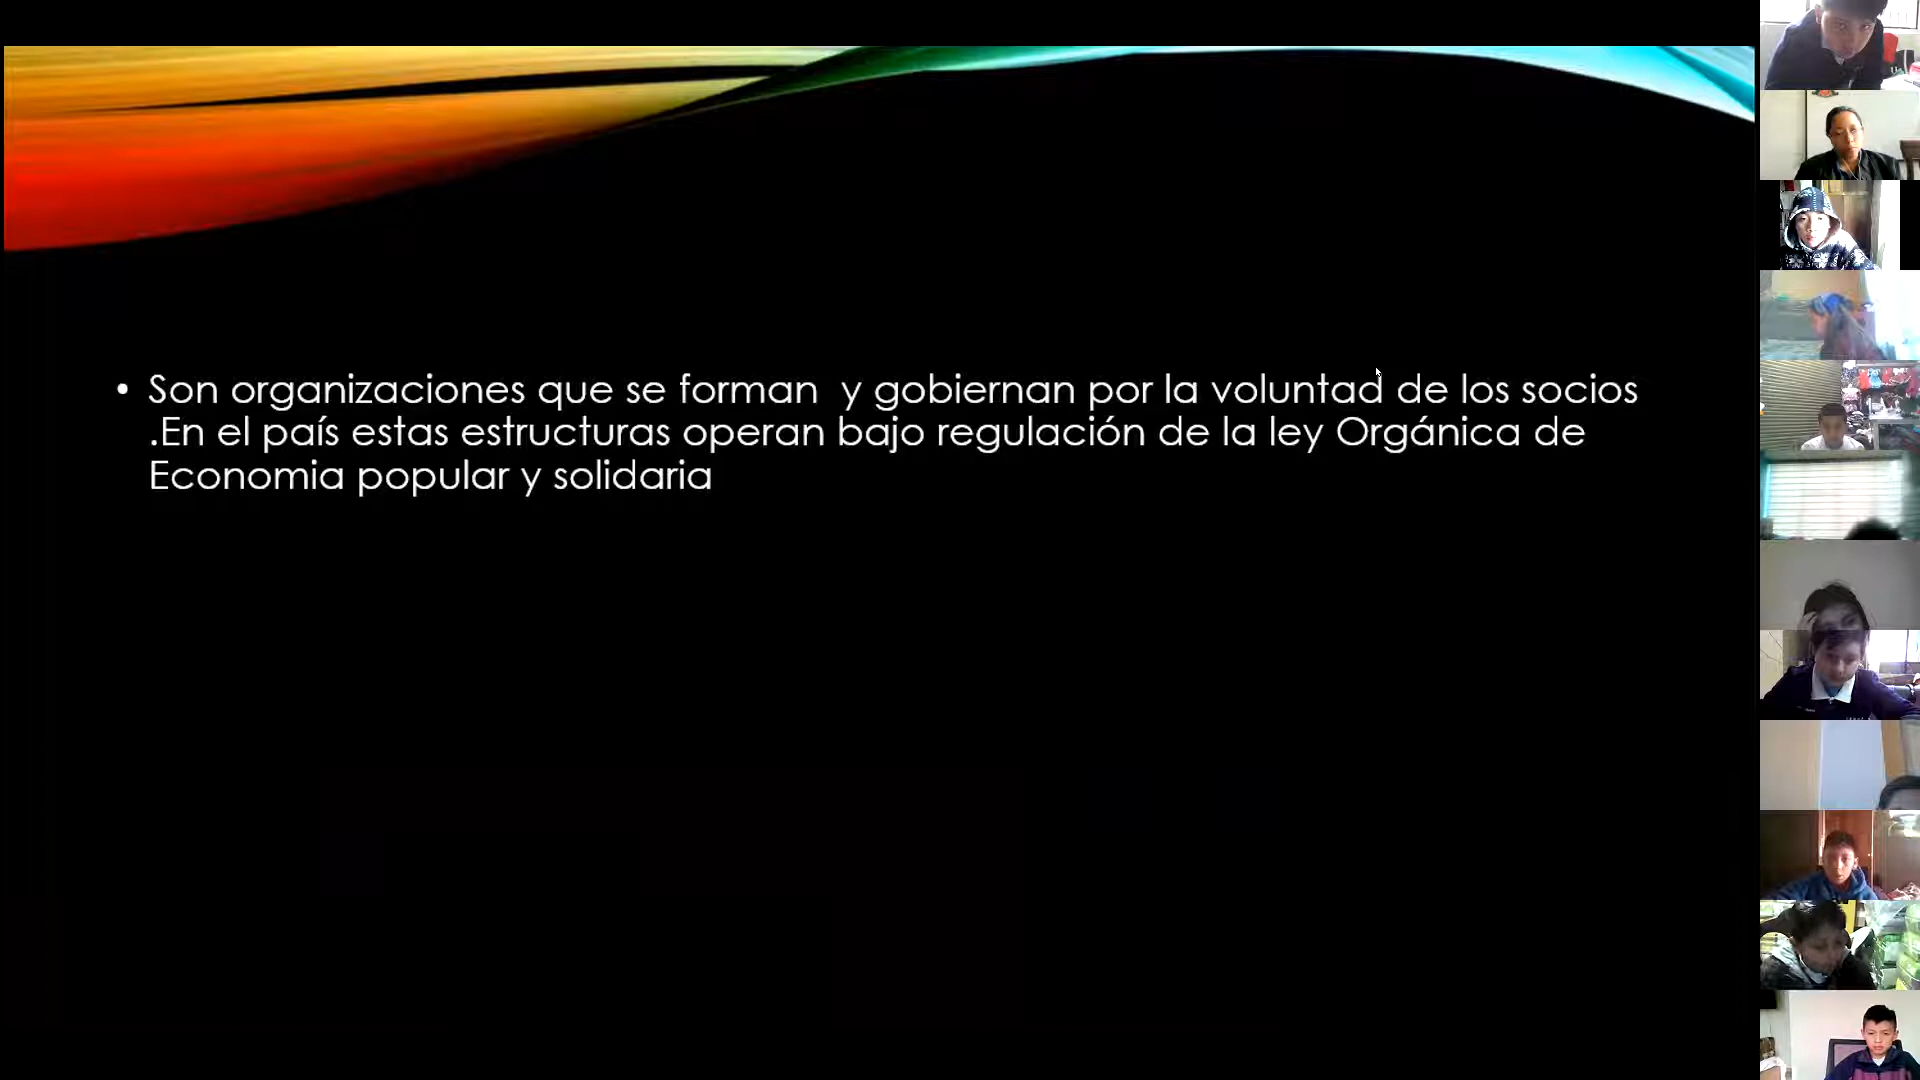 • Son organizaciones que se forman  y gobiernan por la voluntad de los socios
.En el país estas estructuras operan bajo regulación de la ley Orgánica de
Economia popular y solidaria